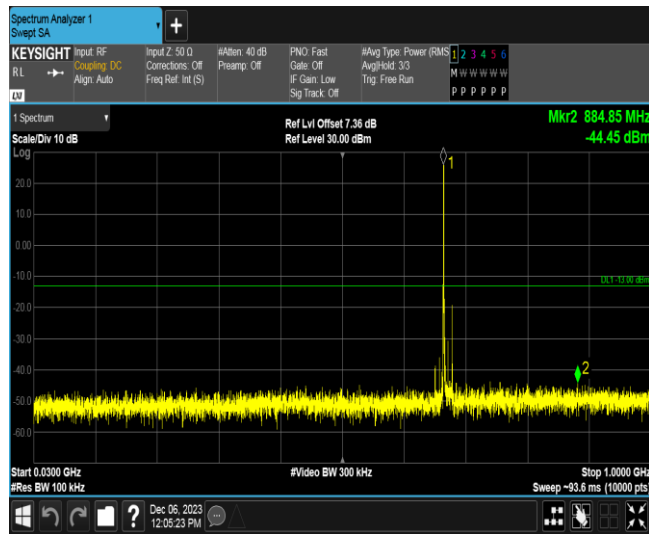 Spectrum Analyzer 1
Swept SA
KEYSIGHT
RL
LXI
Input: RF
Coupling: DC
Align: Auto
Input Z: 50 Ω
Corrections: Off
Freq Ref: Int (S)
#Atten: 40 dB
Preamp: Off
PNO: Fast
Gate: Off
IF Gain: Low
Sig Track: Off
#Avg Type: Power (RMS
Avg|Hold: 3/3
Trig: Free Run
1 2 3 4 5 6
M W W W W W
P P P P P P
1 Spectrum
Scale/Div 10 dB
Log
Ref Lvl Offset 7.36 dB
Ref Level 30.00 dBm
Mkr2 884.85 MHz
-44.45 dBm
1
20.0
10.0
0.00
-10.0
DL1 -13.00 dBm
-20.0
-30.0
-40.0
2
-50.0
-60.0
Start 0.0300 GHz
#Res BW 100 kHz
#Video BW 300 kHz
Stop 1.0000 GHz
Sweep ~93.6 ms (10000 pts)
?
Dec 06, 2023
12:05:23 PM